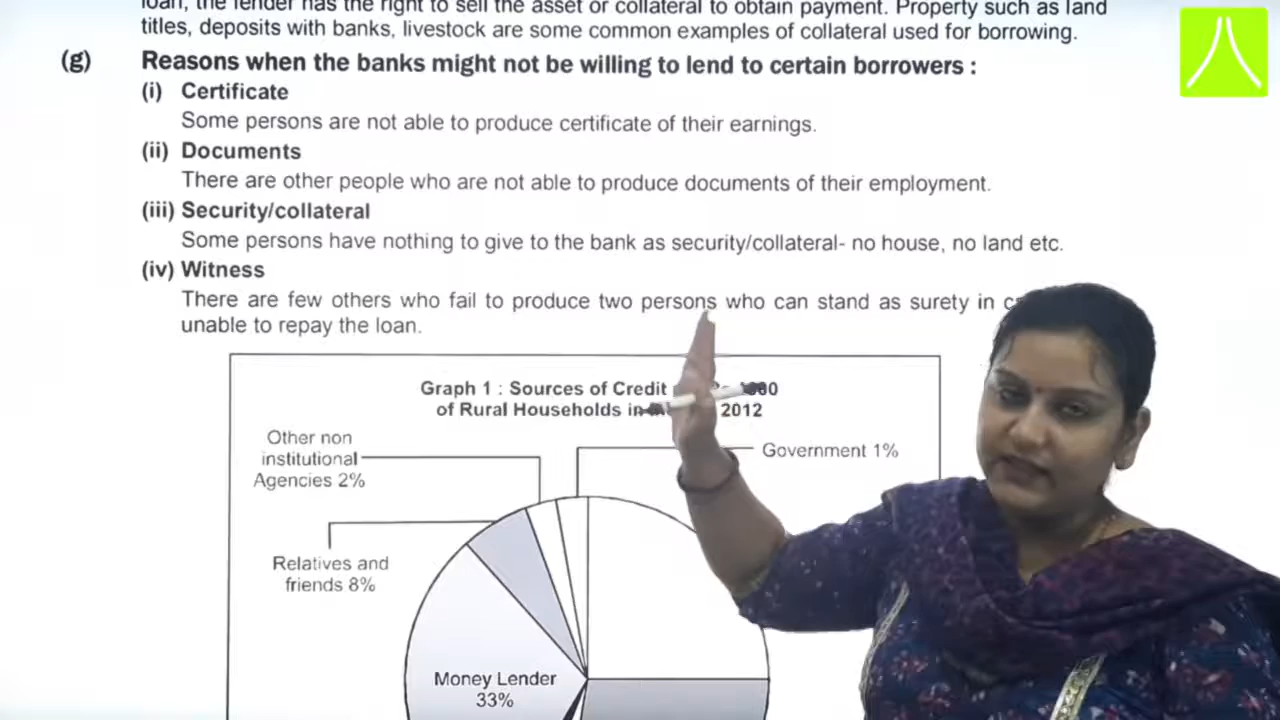 loan, the lender has the right to sell the asset or collateral to obtain payment. Property such as land
titles, deposits with banks, livestock are some common examples of collateral used for borrowing.
(g) Reasons when the banks might not be willing to lend to certain borrowers :
(i) Certificate
Some persons are not able to produce certificate of their earnings.
(ii) Documents
There are other people who are not able to produce documents of their employment.
(iii) Security/collateral
Some persons have nothing to give to the bank as security/collateral- no house, no land etc.
(iv) Witness
There are few others who fail to produce two persons who can stand as surety in
unable to repay the loan.
Graph 1 : Sources of Credit
of Rural Households in 2012
Other non
institutional
Agencies 2%
Government 1%
Relatives and
friends 8%
Money Lender
33%